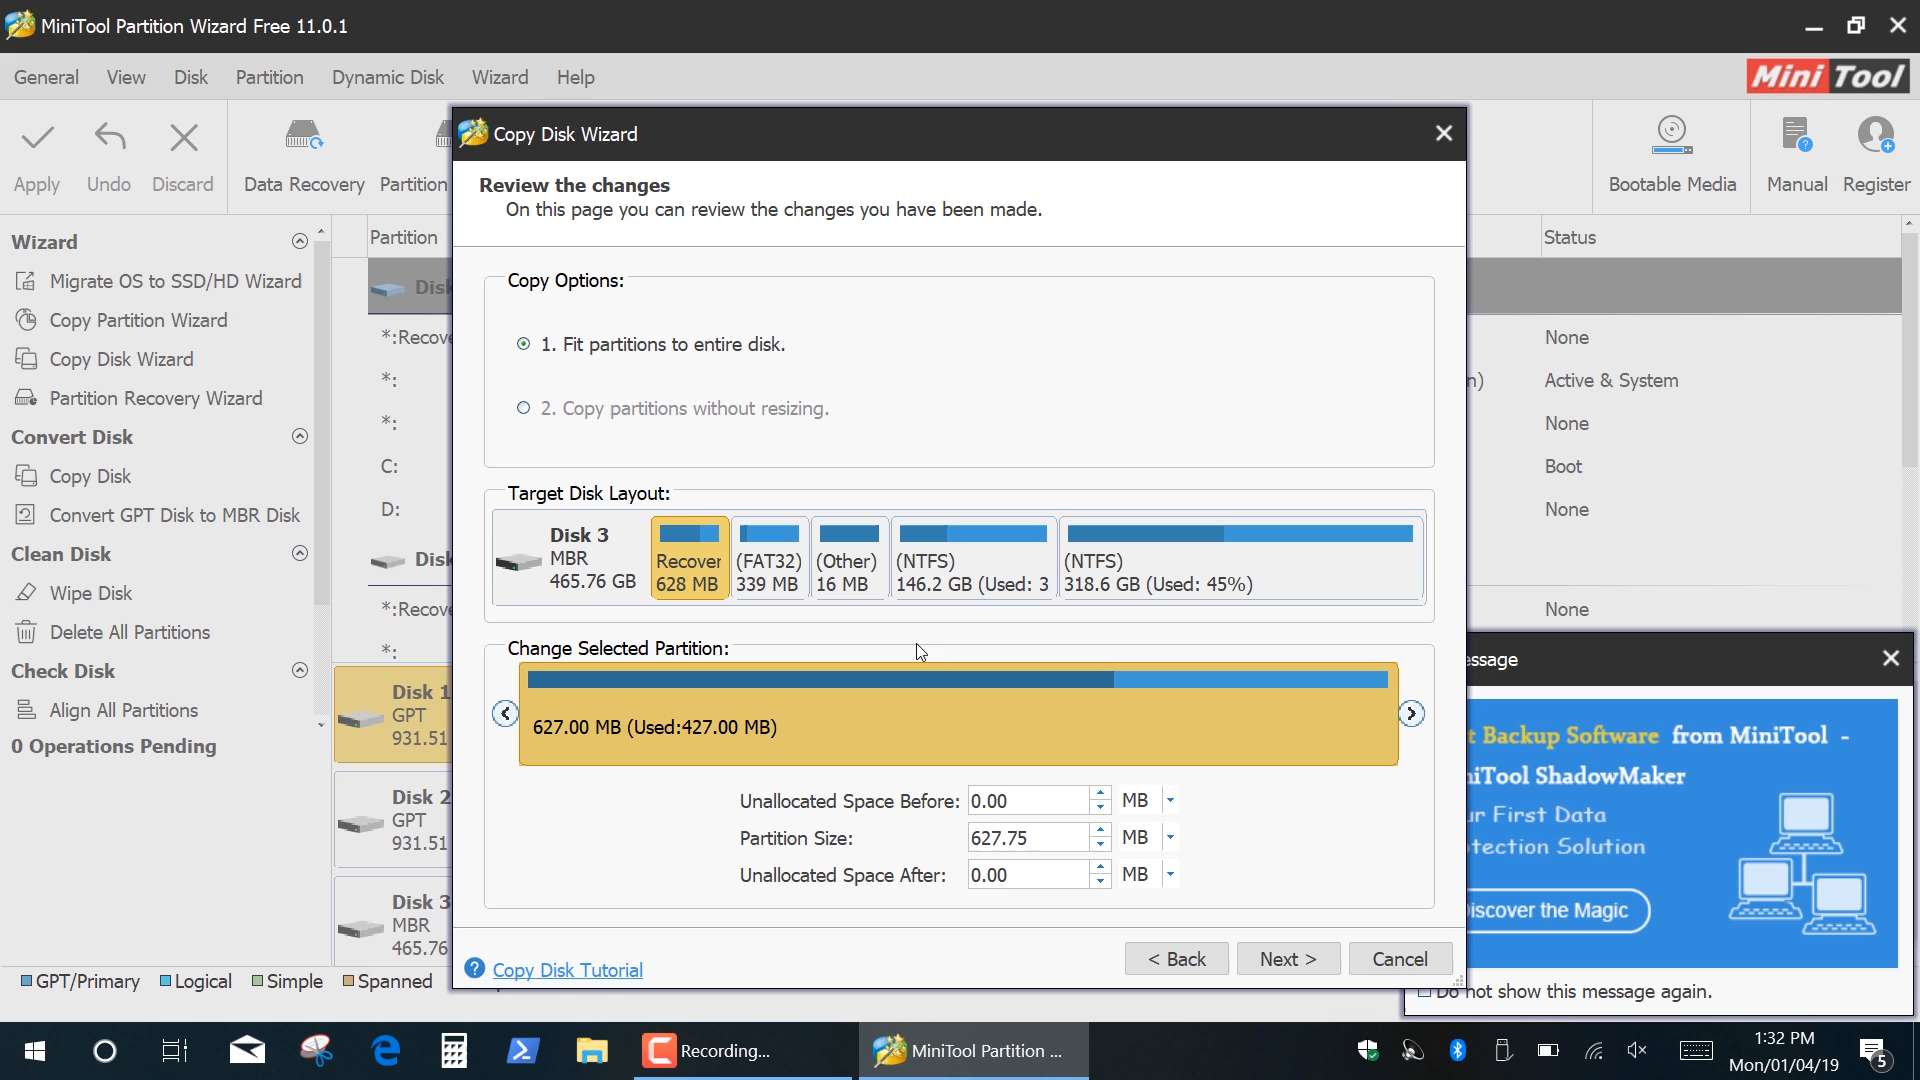 MiniTool Partition Wizard Free 11.0.1
General View Disk Partition Dynamic Disk Wizard Help
Mini Tool
Apply Undo Discard Data Recovery Partition Bootable Media Manual Register
Copy Disk Wizard
Review the changes
On this page you can review the changes you have been made.
Wizard
Migrate OS to SSD/HD Wizard
Copy Partition Wizard
Copy Disk Wizard
Partition Recovery Wizard
Convert Disk
Copy Disk
Convert GPT Disk to MBR Disk
Clean Disk
Wipe Disk
Delete All Partitions
Check Disk
Align All Partitions
0 Operations Pending
Partition
Disk
*:Recove
*:
*:
C:
D:
Disk
*:Recove
*:
Disk 1
GPT
931.51
Disk 2
GPT
931.51
Disk 3
MBR
465.76
GPT/Primary Logical Simple Spanned
Copy Options:
1. Fit partitions to entire disk.
2. Copy partitions without resizing.
Target Disk Layout:
Disk 3
MBR
465.76 GB
Recover
628 MB
(FAT32)
339 MB
(Other)
16 MB
(NTFS)
146.2 GB (Used: 3
(NTFS)
318.6 GB (Used: 45%)
Change Selected Partition:
627.00 MB (Used:427.00 MB)
Unallocated Space Before: 0.00 MB
Partition Size: 627.75 MB
Unallocated Space After: 0.00 MB
Copy Disk Tutorial
< Back Next > Cancel
Status
None
n) Active & System
None
Boot
None
None
essage
t Backup Software from MiniTool -
iTool ShadowMaker
ur First Data
tection Solution
iscover the Magic
Do not show this message again.
Recording...
MiniTool Partition ...
1:32 PM
Mon/01/04/19
5